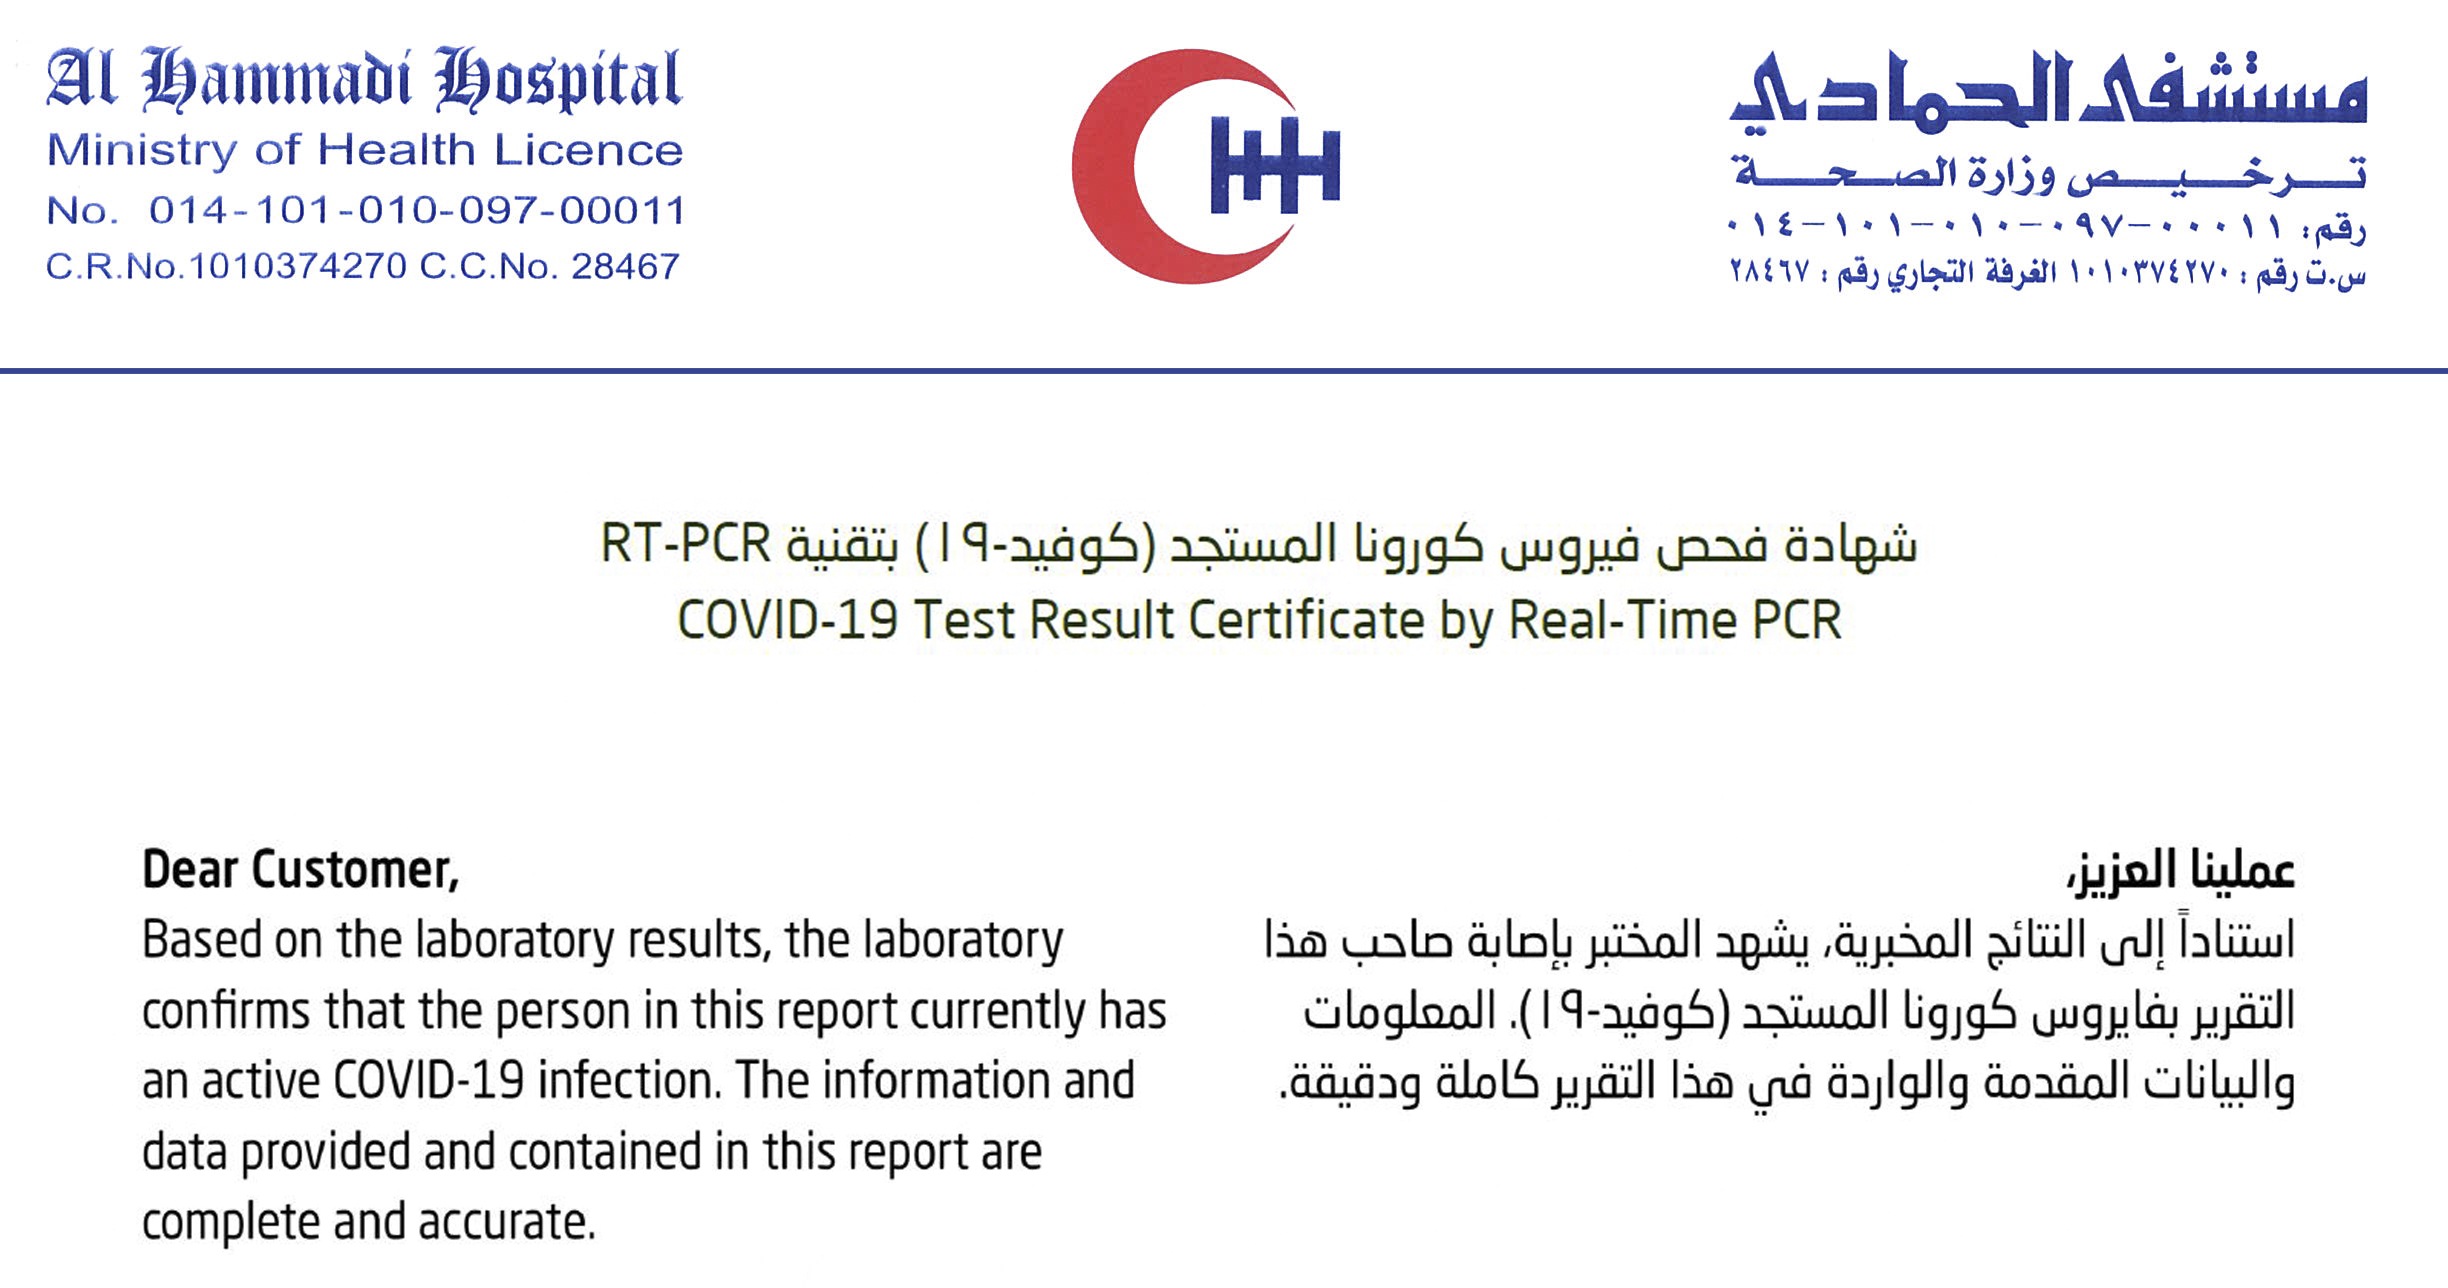 Al Hammadi Hospital
Ministry of Health Licence
No. 014-101-010-097-00011
C.R.No.1010374270 C.C.No. 28467
مستشفى الحمادي
ترخيص وزارة الصحة
رقم: ٠١٤-١٠١-٠١٠-٠٩٧-٠٠٠١١
س.ت رقم : ١٠١٠٣٧٤٢٧٠ الغرفة التجاري رقم : ٢٨٤٦٧
شهادة فحص فيروس كورونا المستجد (كوفيد-١٩) بتقنية RT-PCR
COVID-19 Test Result Certificate by Real-Time PCR
Dear Customer,
Based on the laboratory results, the laboratory
confirms that the person in this report currently has
an active COVID-19 infection. The information and
data provided and contained in this report are
complete and accurate.
عملينا العزيز،
استناداً إلى النتائج المخبرية، يشهد المختبر بإصابة صاحب هذا
التقرير بفايروس كورونا المستجد (كوفيد-١٩). المعلومات
والبيانات المقدمة والواردة في هذا التقرير كاملة ودقيقة.